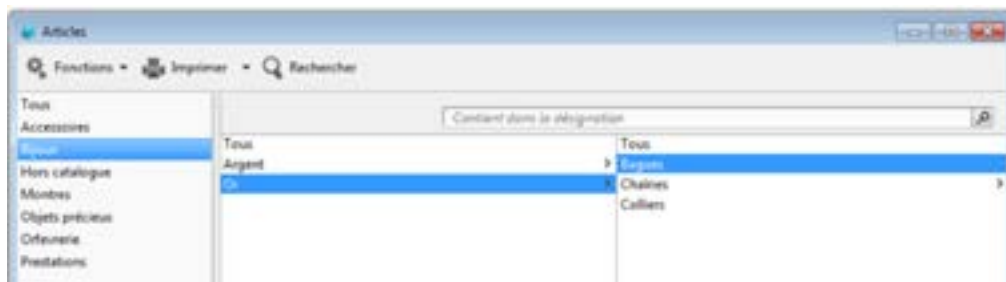 Articles
Fonctions Imprimer Rechercher
Contient dans la désignation
Tous
Accessoires
Bijoux
Hors catalogue
Montres
Objets précieux
Orfèvrerie
Prestations
Tous
Argent
Or
Tous
Bagues
Chaînes
Colliers